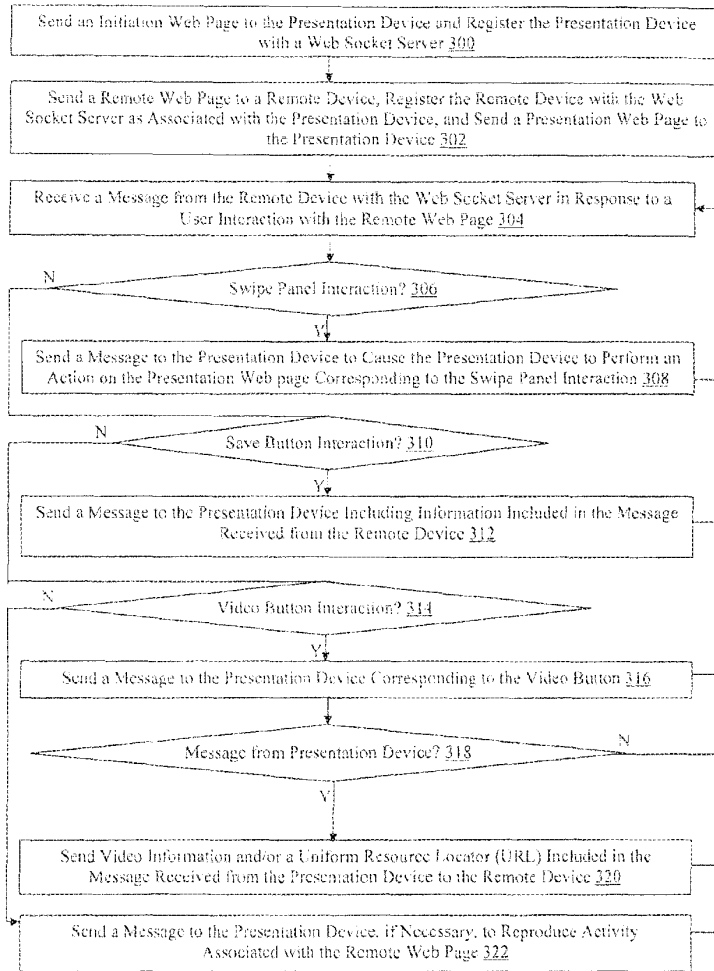 Send an Initiation Web Page to the Presentation Device and Register the Presentation Device
with a Web Socket Server 300
Send a Remote Web Page to a Remote Device, Register the Remote Device with the Web
Socket Server as Associated with the Presentation Device, and Send a Presentation Web Page to
the Presentation Device 302
Receive a Message from the Remote Device with the Web Socket Server in Response to a
User Interaction with the Remote Web Page 304
N
Swipe Panel Interaction? 306
Y
Send a Message to the Presentation Device to Cause the Presentation Device to Perform an
Action on the Presentation Web page Corresponding to the Swipe Panel Interaction 308
N
Save Button Interaction? 310
Y
Send a Message to the Presentation Device Including Information Included in the Message
Received from the Remote Device 312
N
Video Button Interaction? 314
Y
Send a Message to the Presentation Device Corresponding to the Video Button 316
Message from Presentation Device? 318
N
Y
Send Video Information and/or a Uniform Resource Locator (URL) Included in the
Message Received from the Presentation Device to the Remote Device 320
Send a Message to the Presentation Device, if Necessary, to Reproduce Activity
Associated with the Remote Web Page 322